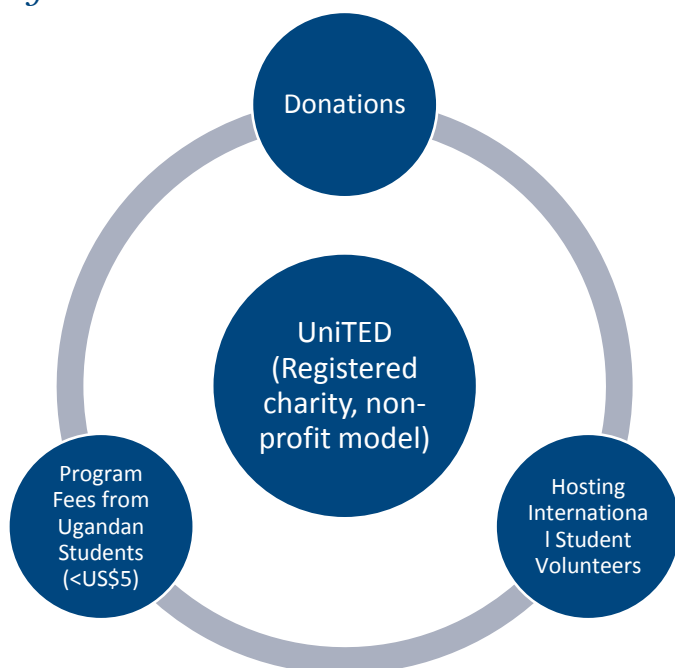 Donations
UniTED
(Registered
charity, non-
profit model)
Program
Fees from
Ugandan
Students
(<US$5)
Hosting
Internationa
l Student
Volunteers